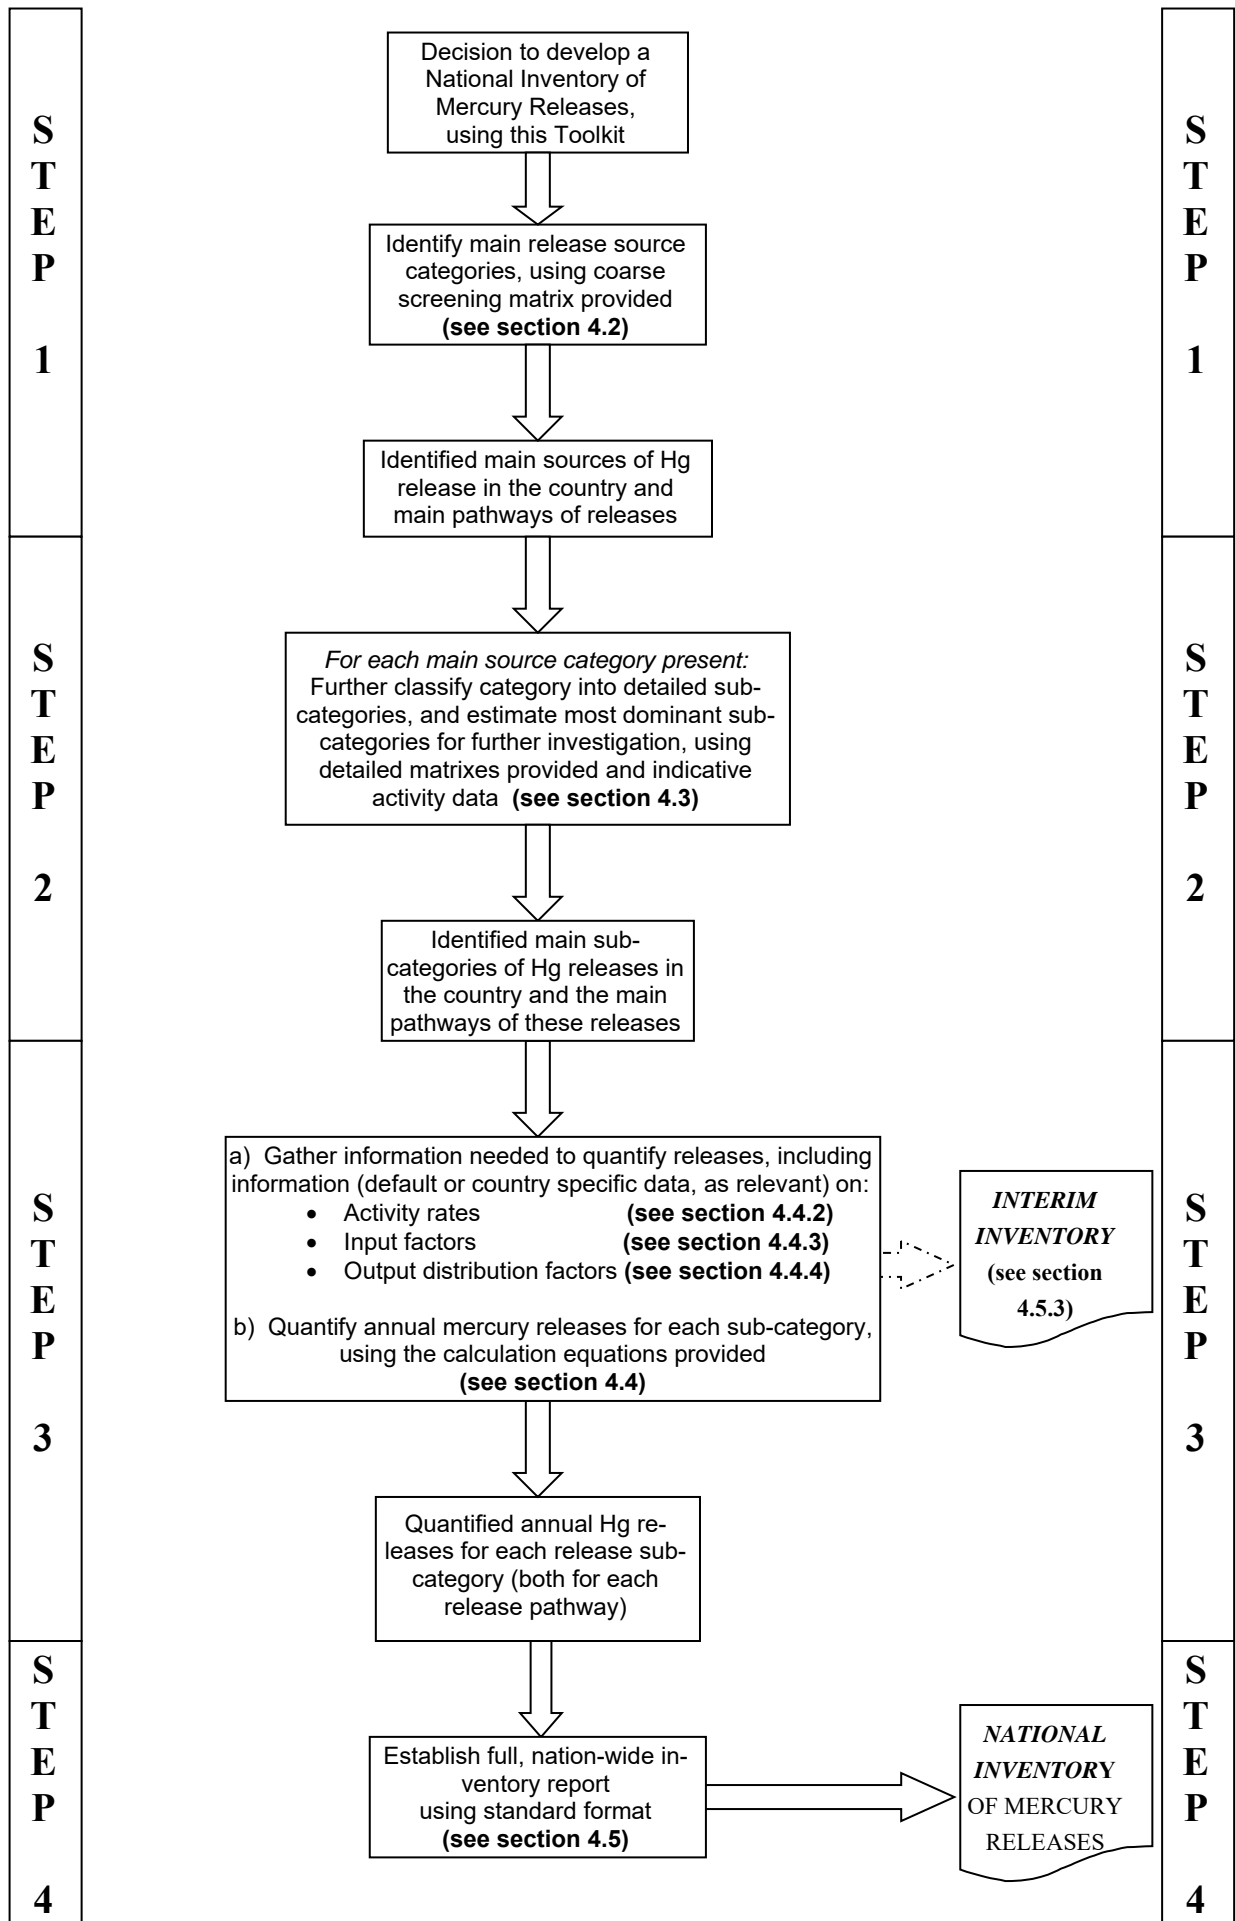 S
T
E
P
1
Decision to develop a
National Inventory of
Mercury Releases,
using this Toolkit
Identify main release source
categories, using coarse
screening matrix provided
(see section 4.2)
Identified main sources of Hg
release in the country and
main pathways of releases
S
T
E
P
1
S
T
E
P
2
For each main source category present:
Further classify category into detailed sub-
categories, and estimate most dominant sub-
categories for further investigation, using
detailed matrixes provided and indicative
activity data (see section 4.3)
Identified main sub-
categories of Hg releases in
the country and the main
pathways of these releases
S
T
E
P
2
S
T
E
P
3
a) Gather information needed to quantify releases, including
information (default or country specific data, as relevant) on:
• Activity rates (see section 4.4.2)
• Input factors (see section 4.4.3)
• Output distribution factors (see section 4.4.4)
b) Quantify annual mercury releases for each sub-category,
using the calculation equations provided
(see section 4.4)
INTERIM
INVENTORY
(see section
4.5.3)
Quantified annual Hg re-
leases for each release sub-
category (both for each
release pathway)
S
T
E
P
3
S
T
E
P
4
Establish full, nation-wide in-
ventory report
using standard format
(see section 4.5)
NATIONAL
INVENTORY
OF MERCURY
RELEASES
S
T
E
P
4